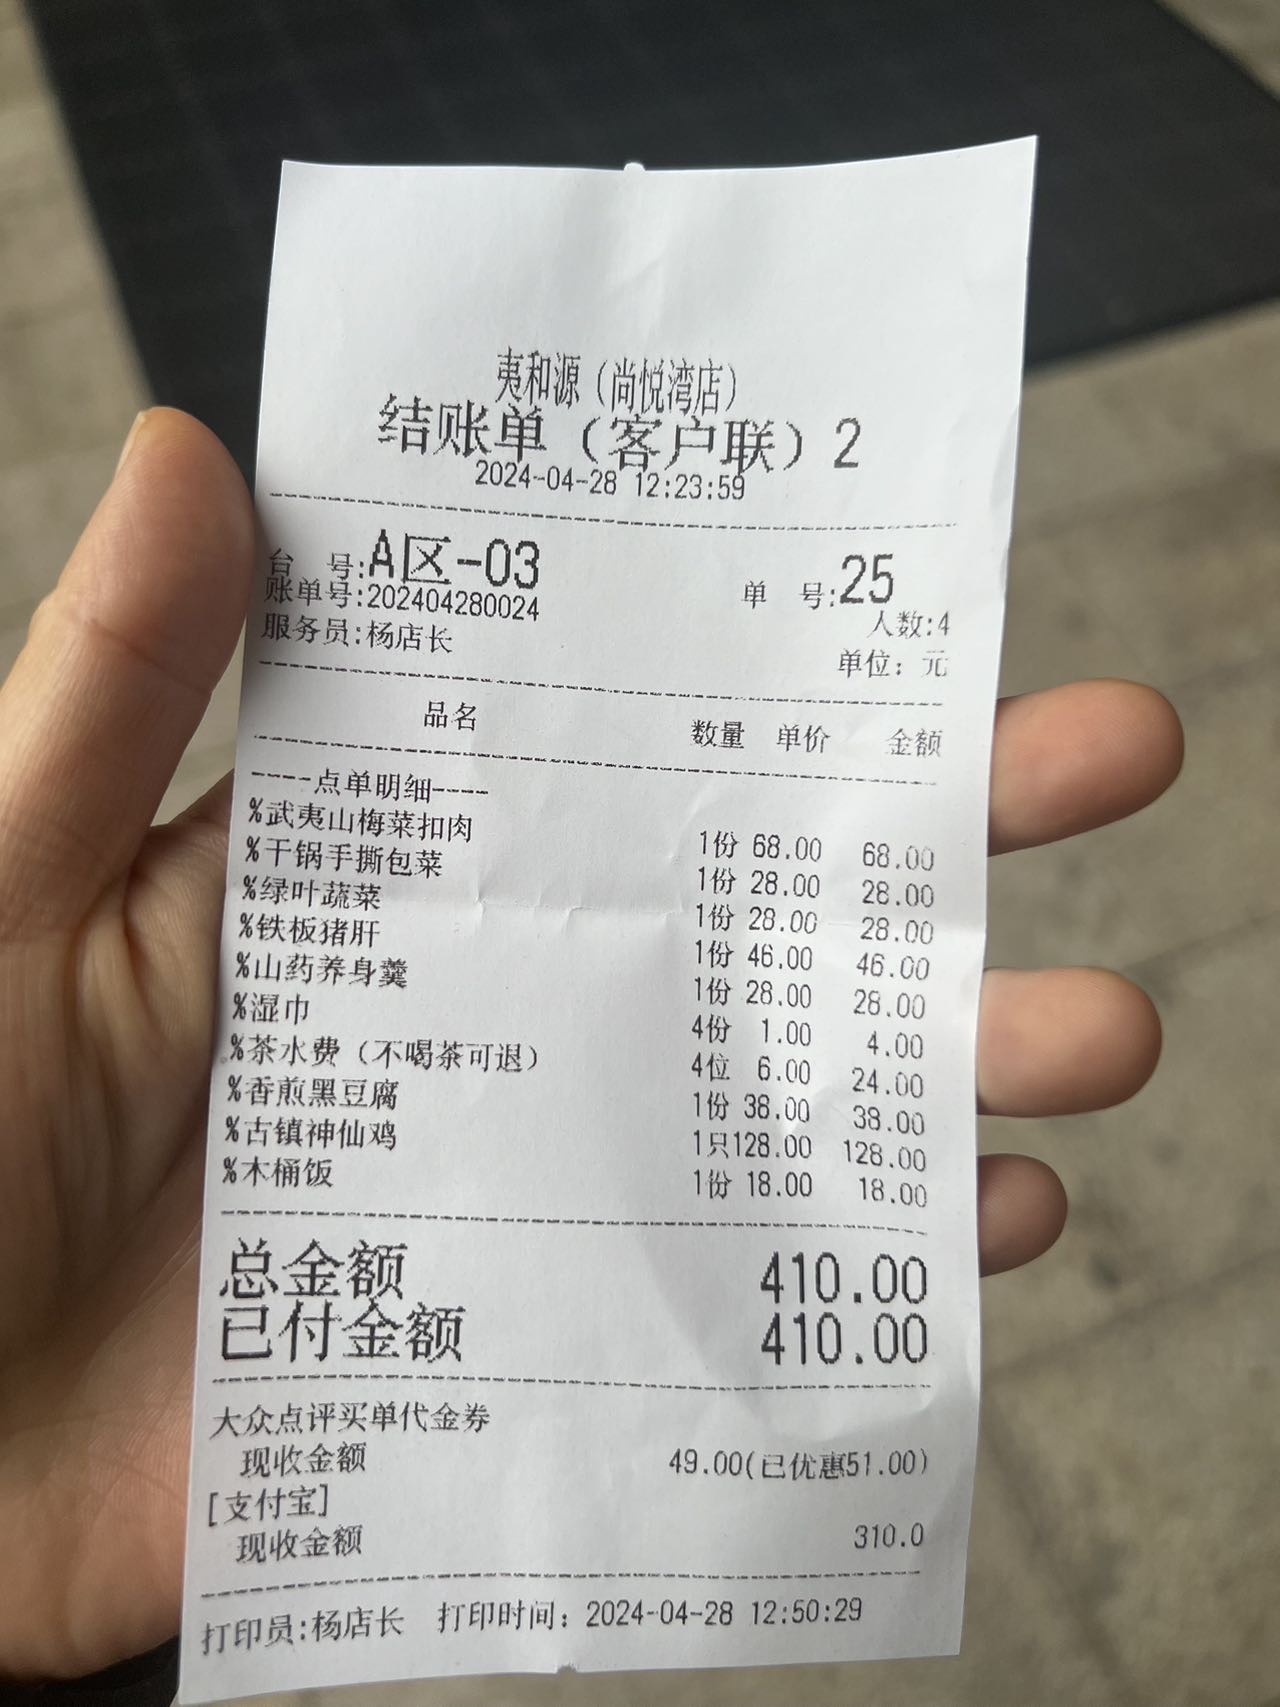 夷和源（尚悦湾店）
结账单（客户联）2
2024-04-28 12:23:59
台 号:A区-03 单 号:25
账单号:202404280024 人数:4
服务员:杨店长 单位：元
品名 数量 单价 金额
----点单明细----
%武夷山梅菜扣肉 1份 68.00 68.00
%干锅手撕包菜 1份 28.00 28.00
%绿叶蔬菜 1份 28.00 28.00
%铁板猪肝 1份 46.00 46.00
%山药养身羹 1份 28.00 28.00
%湿巾 4份 1.00 4.00
%茶水费（不喝茶可退） 4位 6.00 24.00
%香煎黑豆腐 1份 38.00 38.00
%古镇神仙鸡 1只128.00 128.00
%木桶饭 1份 18.00 18.00
总金额 410.00
已付金额 410.00
大众点评买单代金券
现收金额 49.00(已优惠51.00)
[支付宝]
现收金额 310.0
打印员:杨店长 打印时间：2024-04-28 12:50:29